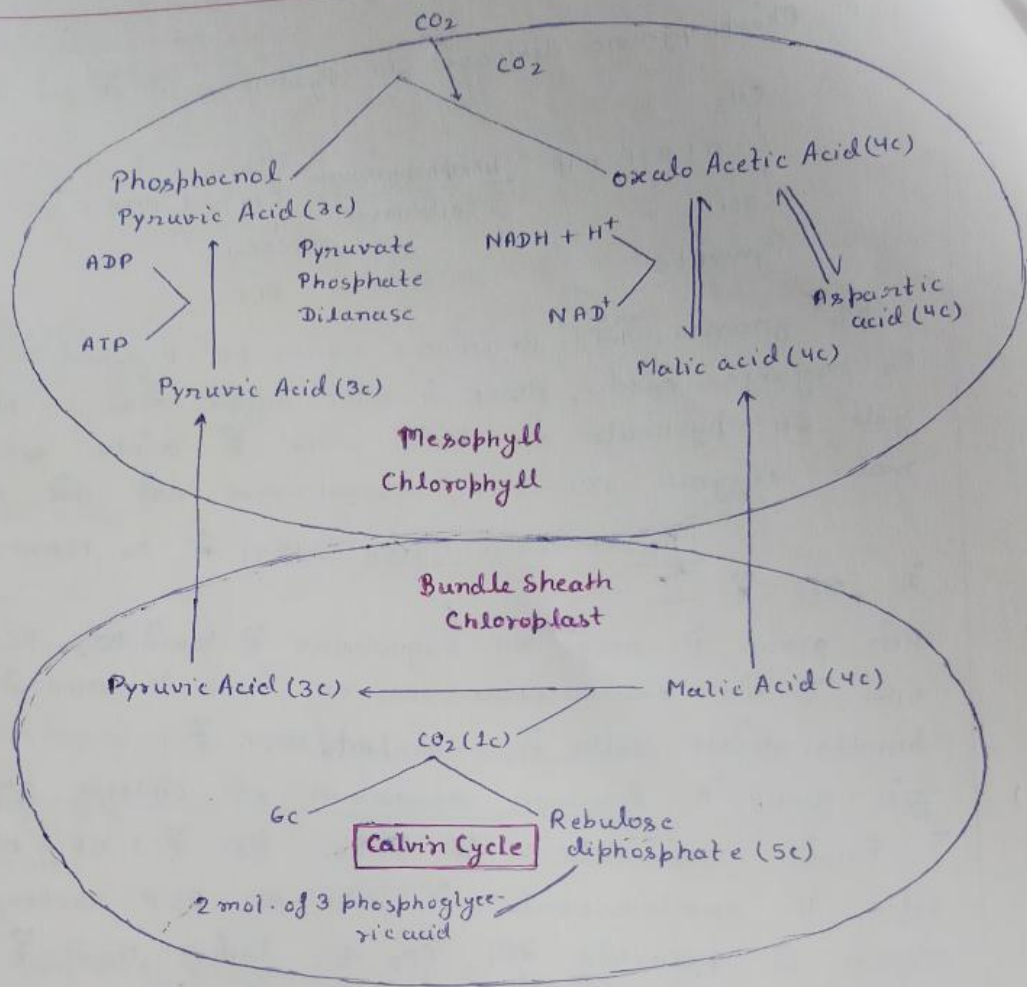 CO2
CO2
Phosphoenol
Pyruvic Acid (3c)
Oxalo Acetic Acid (4c)
ADP
ATP
Pyruvate
Phosphate
Dilanase
NADH + H+
NAD+
Aspartic
acid (4c)
Malic acid (4c)
Pyruvic Acid (3c)
Mesophyll
Chlorophyll
Bundle Sheath
Chloroplast
Pyruvic Acid (3c)
Malic Acid (4c)
CO2 (1c)
6c
Rebulose
diphosphate (5c)
Calvin Cycle
2 mol. of 3 phosphoglyce-
ric acid